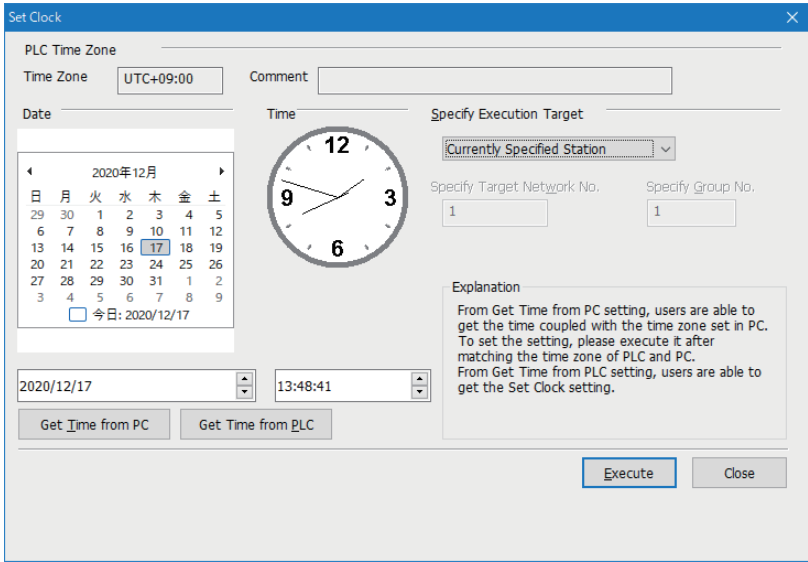 Set Clock
PLC Time Zone
Time Zone UTC+09:00 Comment
Date
2020年12月
日 月 火 水 木 金 土
29 30 1 2 3 4 5
6 7 8 9 10 11 12
13 14 15 16 17 18 19
20 21 22 23 24 25 26
27 28 29 30 31 1 2
3 4 5 6 7 8 9
今日: 2020/12/17
2020/12/17
Time
12
9 3
6
13:48:41
Get Time from PC Get Time from PLC
Specify Execution Target
Currently Specified Station
Specify Target Network No. Specify Group No.
1 1
Explanation
From Get Time from PC setting, users are able to
get the time coupled with the time zone set in PC.
To set the setting, please execute it after
matching the time zone of PLC and PC.
From Get Time from PLC setting, users are able to
get the Set Clock setting.
Execute Close